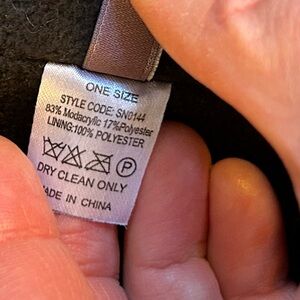 ONE SIZE
STYLE CODE: SN0144
83% Modacrylic 17%Polyester
LINING:100% POLYESTER
P
DRY CLEAN ONLY
MADE IN CHINA